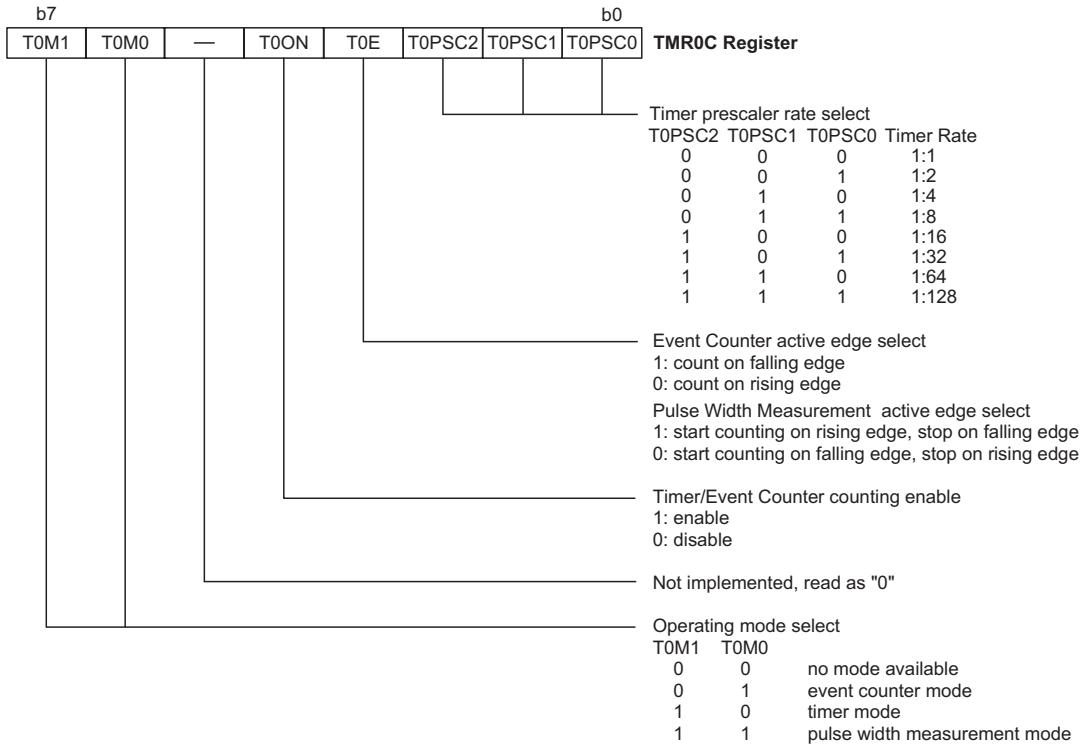 b7 b0
T0M1 T0M0 — T0ON T0E T0PSC2 T0PSC1 T0PSC0 TMR0C Register
Timer prescaler rate select
T0PSC2 T0PSC1 T0PSC0 Timer Rate
0 0 0 1:1
0 0 1 1:2
0 1 0 1:4
0 1 1 1:8
1 0 0 1:16
1 0 1 1:32
1 1 0 1:64
1 1 1 1:128
Event Counter active edge select
1: count on falling edge
0: count on rising edge
Pulse Width Measurement active edge select
1: start counting on rising edge, stop on falling edge
0: start counting on falling edge, stop on rising edge
Timer/Event Counter counting enable
1: enable
0: disable
Not implemented, read as "0"
Operating mode select
T0M1 T0M0
0 0 no mode available
0 1 event counter mode
1 0 timer mode
1 1 pulse width measurement mode